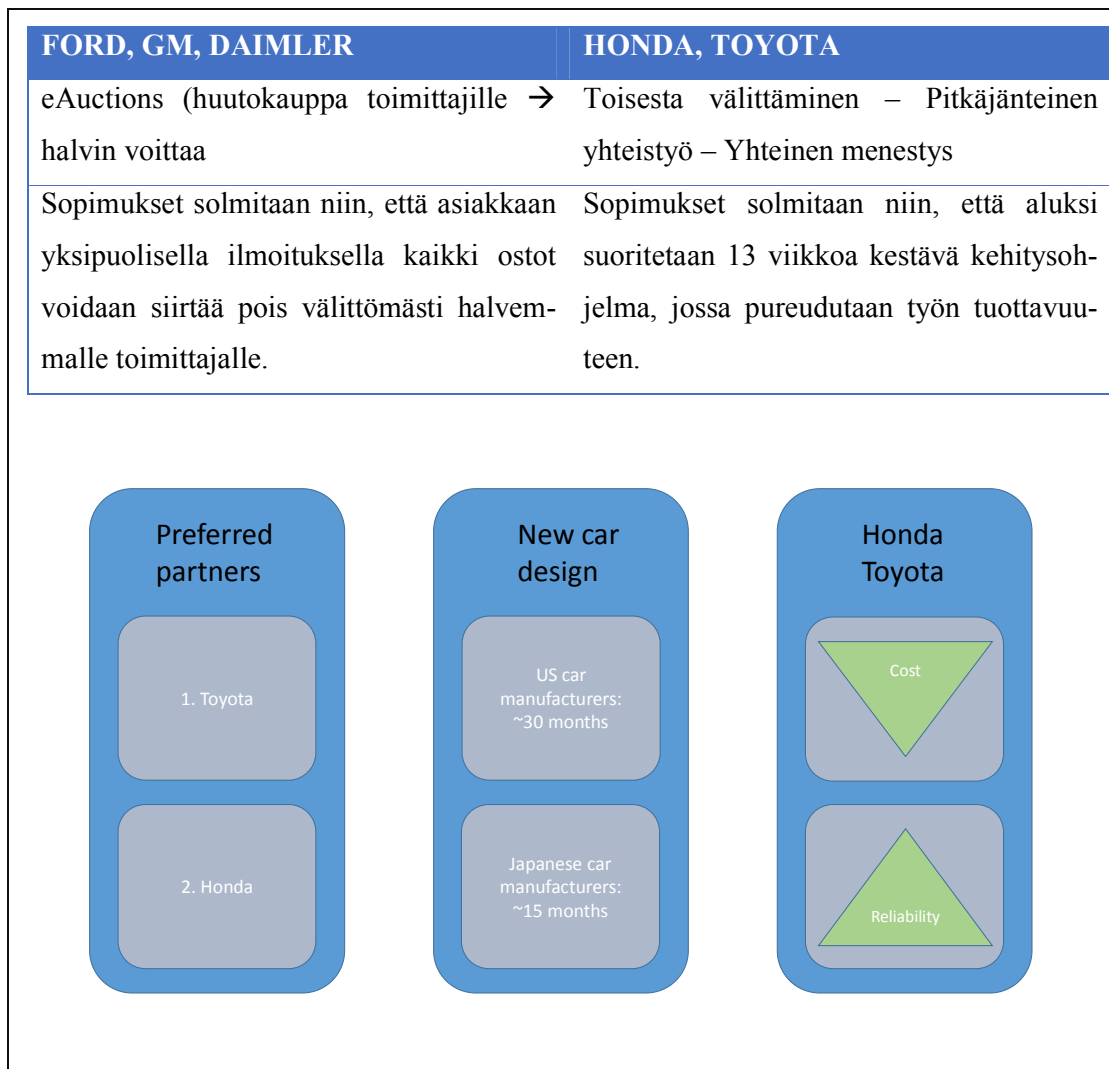 FORD, GM, DAIMLER
HONDA, TOYOTA
eAuctions (huutokauppa toimittajille →
halvin voittaa
Toisesta välittäminen – Pitkäjänteinen
yhteistyö – Yhteinen menestys
Sopimukset solmitaan niin, että asiakkaan
yksipuolisella ilmoituksella kaikki ostot
voidaan siirtää pois välittömästi halvem-
malle toimittajalle.
Sopimukset solmitaan niin, että aluksi
suoritetaan 13 viikkoa kestävä kehitysoh-
jelma, jossa pureudutaan työn tuottavuu-
teen.
Preferred
partners
1. Toyota
2. Honda
New car
design
US car
manufacturers:
~30 months
Japanese car
manufacturers:
~15 months
Honda
Toyota
Cost
Reliability